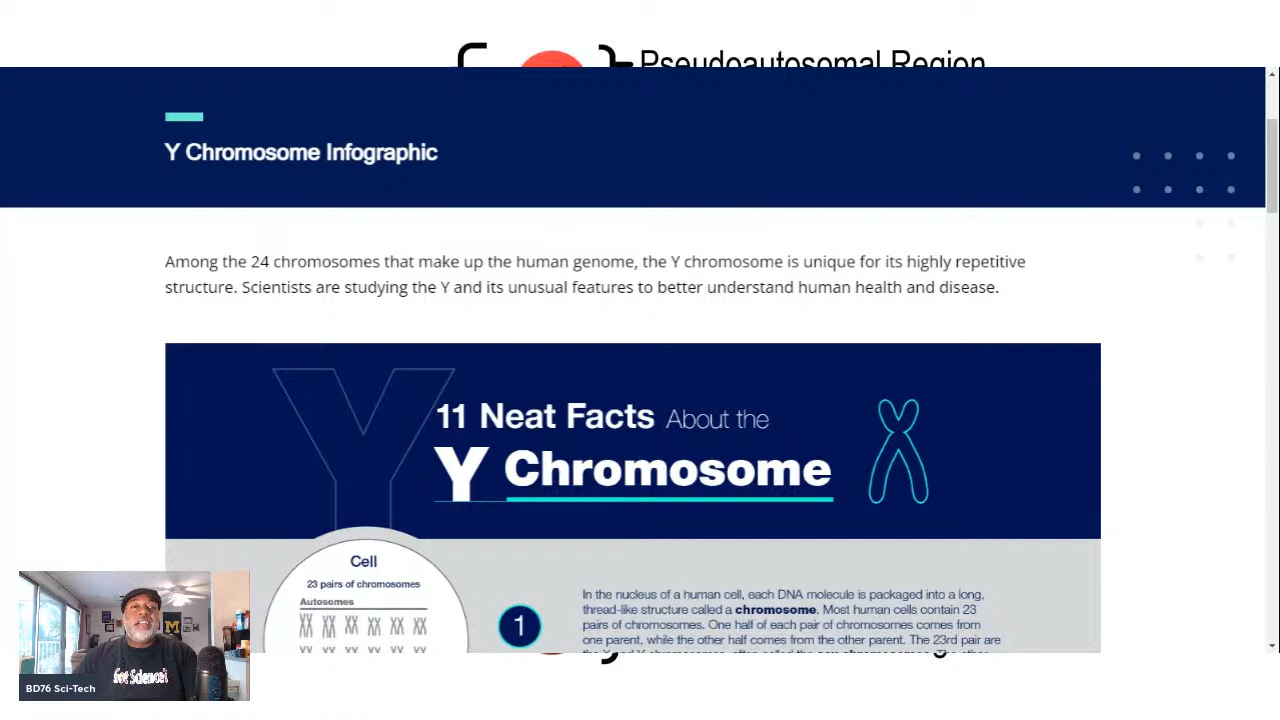 Pseudoautosomal Region
Y Chromosome Infographic
Among the 24 chromosomes that make up the human genome, the Y chromosome is unique for its highly repetitive
structure. Scientists are studying the Y and its unusual features to better understand human health and disease.
11 Neat Facts About the
Y Chromosome
Cell
23 pairs of chromosomes
Autosomes
1
In the nucleus of a human cell, each DNA molecule is packaged into a long,
thread-like structure called a chromosome. Most human cells contain 23
pairs of chromosomes. One half of each pair of chromosomes comes from
one parent, while the other half comes from the other parent. The 23rd pair are
M
Got Science?
BD76 Sci-Tech